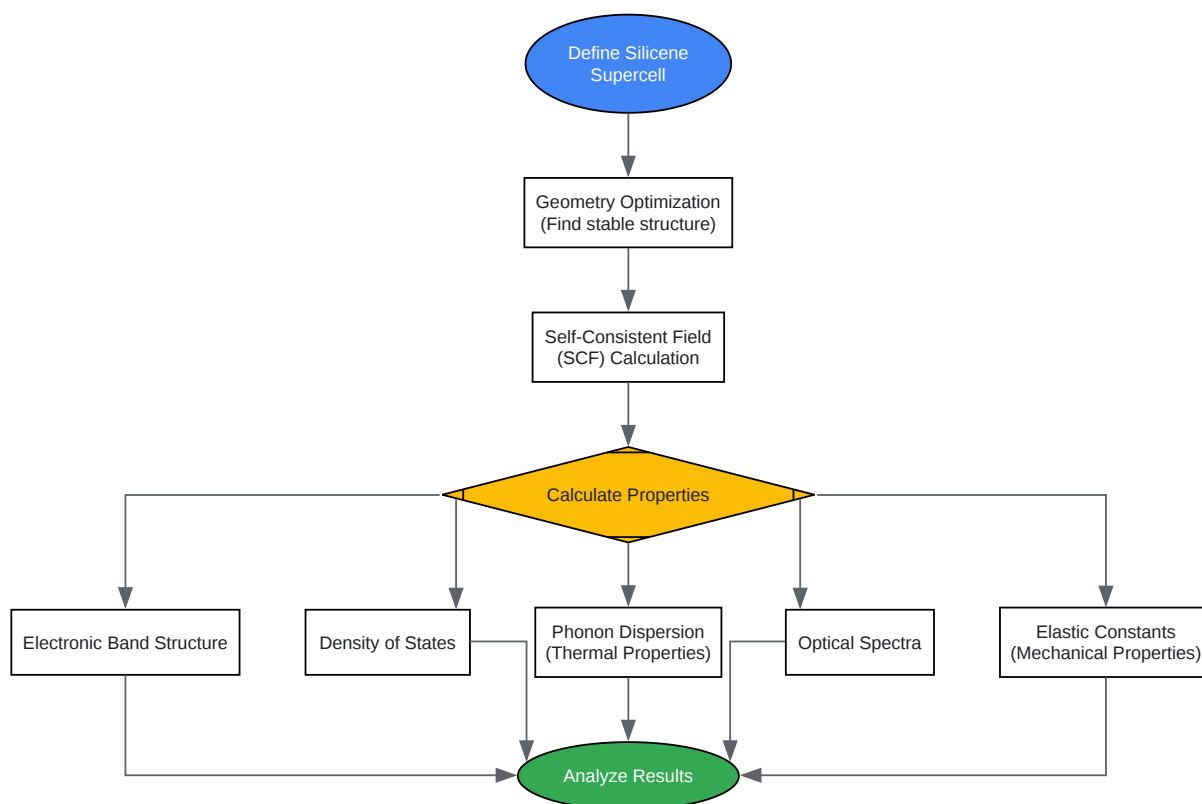 Define Silicene
Supercell
Geometry Optimization
(Find stable structure)
Self-Consistent Field
(SCF) Calculation
Calculate Properties
Electronic Band Structure
Density of States
Phonon Dispersion
(Thermal Properties)
Optical Spectra
Elastic Constants
(Mechanical Properties)
Analyze Results